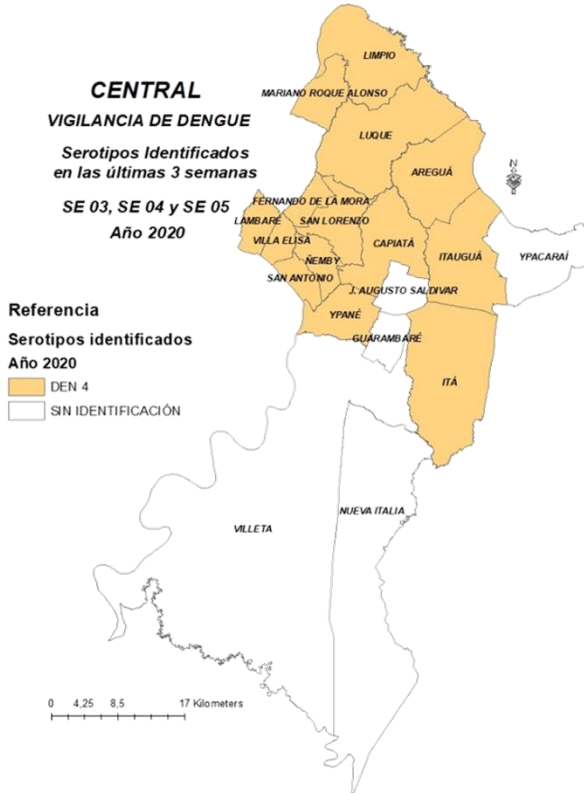 CENTRAL
VIGILANCIA DE DENGUE
Serotipos Identificados
en las últimas 3 semanas
SE 03, SE 04 y SE 05
Año 2020
LIMPIO
MARIANO ROQUE ALONSO
LUQUE
AREGUÁ
N
FERNANDO DE LA MORA
LAMBARÉ
SAN LORENZO
VILLA ELISA
CAPIATÁ
ITAUGUÁ
YPACARAÍ
ÑEMBY
SAN ANTONIO
J. AUGUSTO SALDIVAR
YPANÉ
GUARAMBARÉ
ITÁ
Referencia
Serotipos identificados
Año 2020
DEN 4
SIN IDENTIFICACIÓN
NUEVA ITALIA
VILLETA
0 4,25 8,5 17 Kilometers